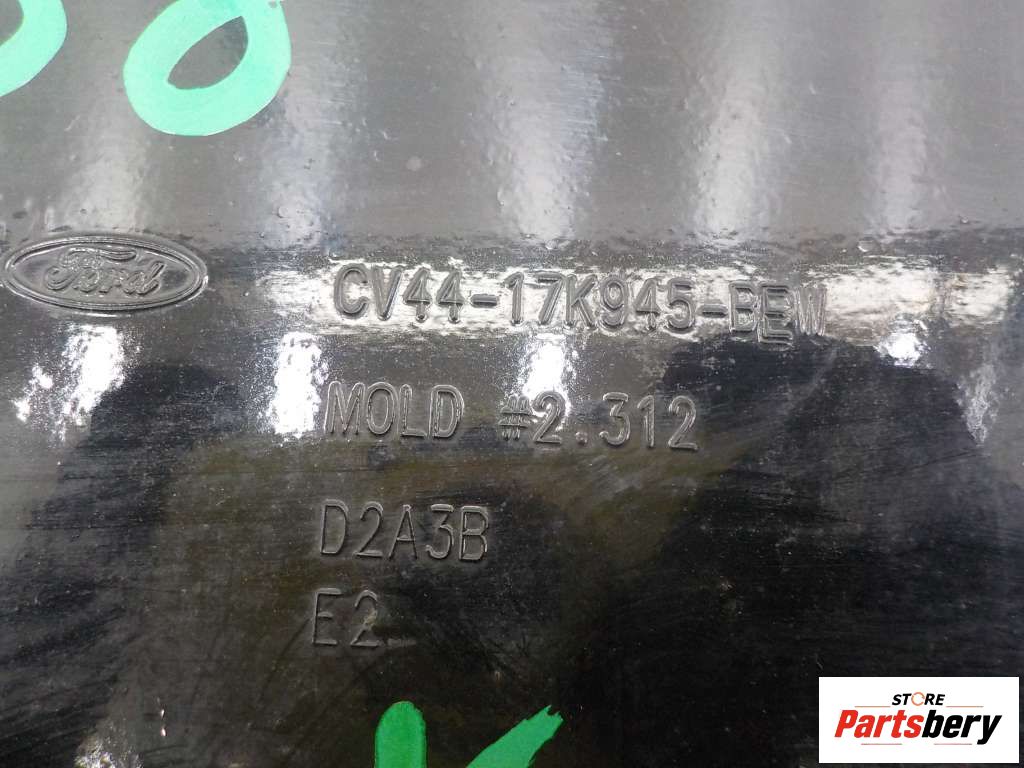 Ford
CV44-17K945-BEW
MOLD #2.312
D2A3B
E2
STORE
Partsbery